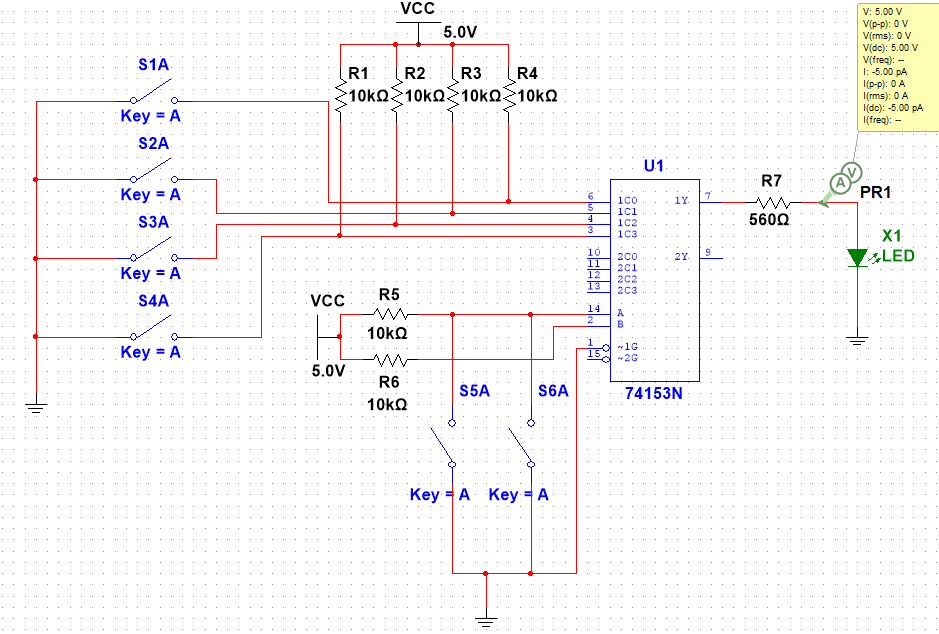 VCC
5.0V
V: 5.00 V
V(p-p): 0 V
V(rms): 0 V
V(dc): 5.00 V
V(freq): --
I: -5.00 pA
I(p-p): 0 A
I(rms): 0 A
I(dc): -5.00 pA
I(freq): --
S1A
Key = A
R1
10kΩ
R2
10kΩ
R3
10kΩ
R4
10kΩ
S2A
Key = A
S3A
Key = A
S4A
Key = A
U1
6 1C0 1Y 7
5 1C1
4 1C2
3 1C3
10 2C0 2Y 9
11 2C1
12 2C2
13 2C3
14 A
2 B
1 ~1G
15 ~2G
74153N
R7
560Ω
V
A
PR1
X1
LED
VCC
5.0V
R5
10kΩ
R6
10kΩ
S5A
Key = A
S6A
Key = A